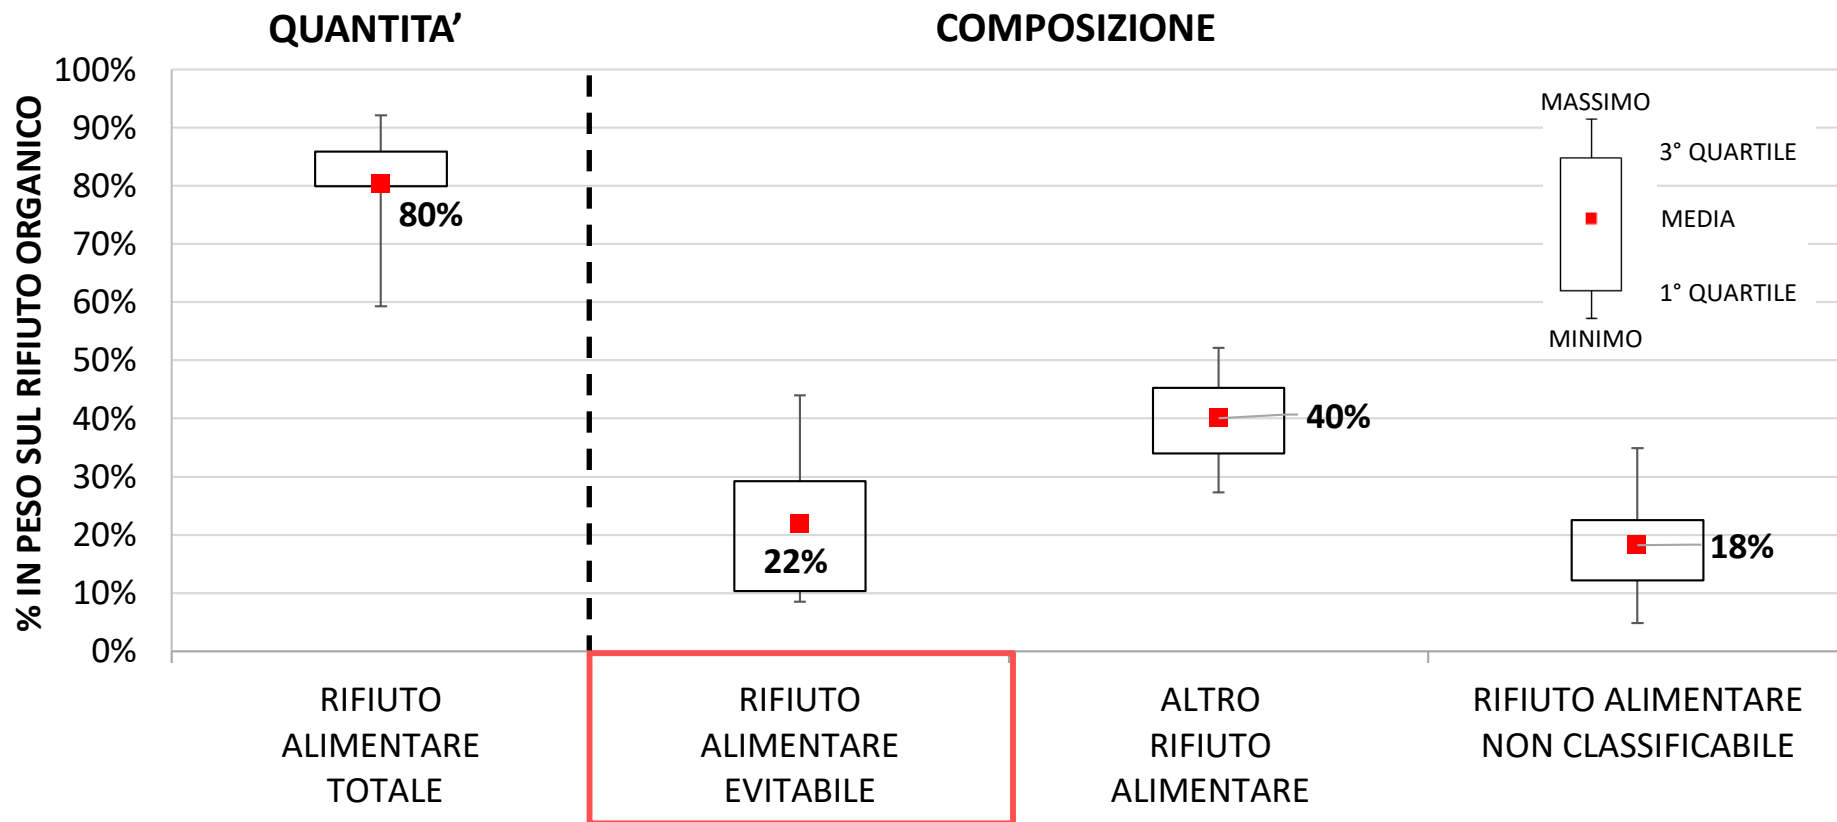 QUANTITA’
COMPOSIZIONE
% IN PESO SUL RIFIUTO ORGANICO
100%
90%
80%
70%
60%
50%
40%
30%
20%
10%
0%
80%
22%
40%
18%
MASSIMO
3° QUARTILE
MEDIA
1° QUARTILE
MINIMO
RIFIUTO
ALIMENTARE
TOTALE
RIFIUTO
ALIMENTARE
EVITABILE
ALTRO
RIFIUTO
ALIMENTARE
RIFIUTO ALIMENTARE
NON CLASSIFICABILE